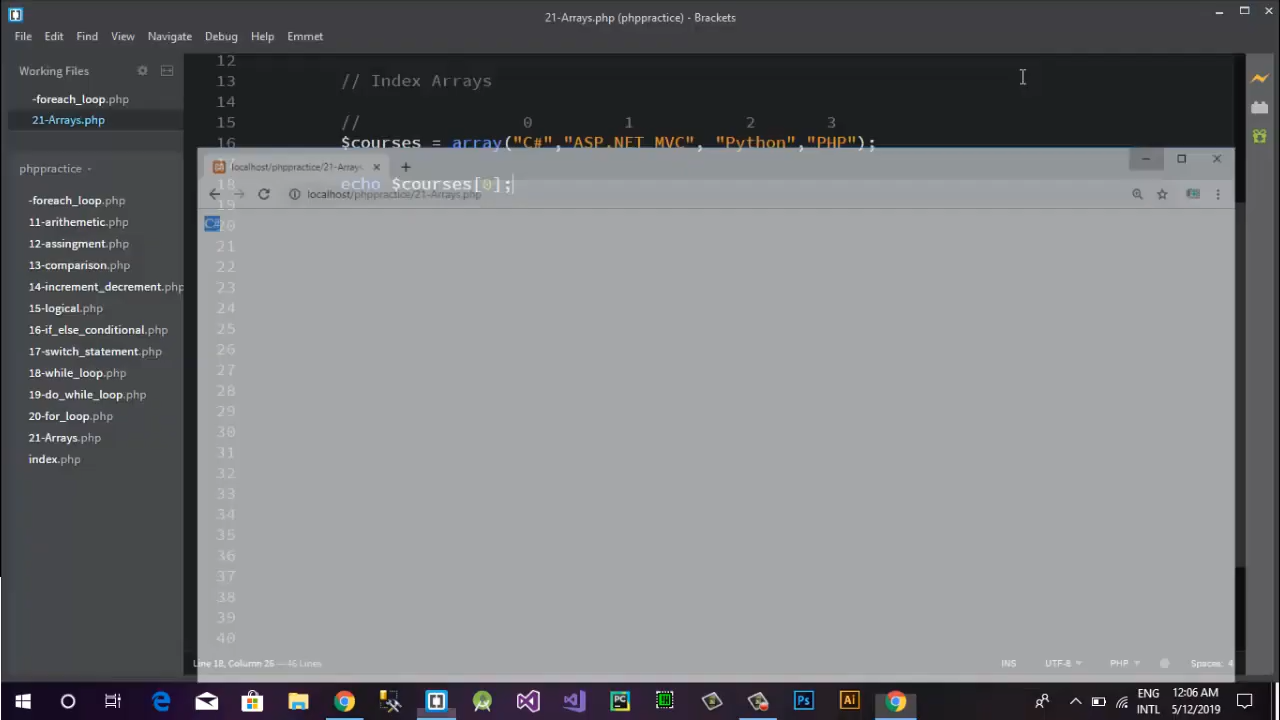 21-Arrays.php (phppractice) - Brackets
File Edit Find View Navigate Debug Help Emmet
Working Files
-foreach_loop.php
21-Arrays.php
phppractice
-foreach_loop.php
11-arithemetic.php
12-assingment.php
13-comparison.php
14-increment_decrement.php
15-logical.php
16-if_else_conditional.php
17-switch_statement.php
18-while_loop.php
19-do_while_loop.php
20-for_loop.php
21-Arrays.php
index.php
12
13 // Index Arrays
14
15 // 0 1 2 3
16 $courses = array("C#","ASP.NET MVC", "Python","PHP");
localhost/phppractice/21-Array
18 echo $courses[0];
localhost/phppractice/21-Arrays.php
19
C#
20
21
22
23
24
25
26
27
28
29
30
31
32
33
34
35
36
37
38
39
40
Line 18, Column 26 — 46 Lines
INS UTF-8 PHP Spaces: 4
ENG
INTL
12:06 AM
5/12/2019